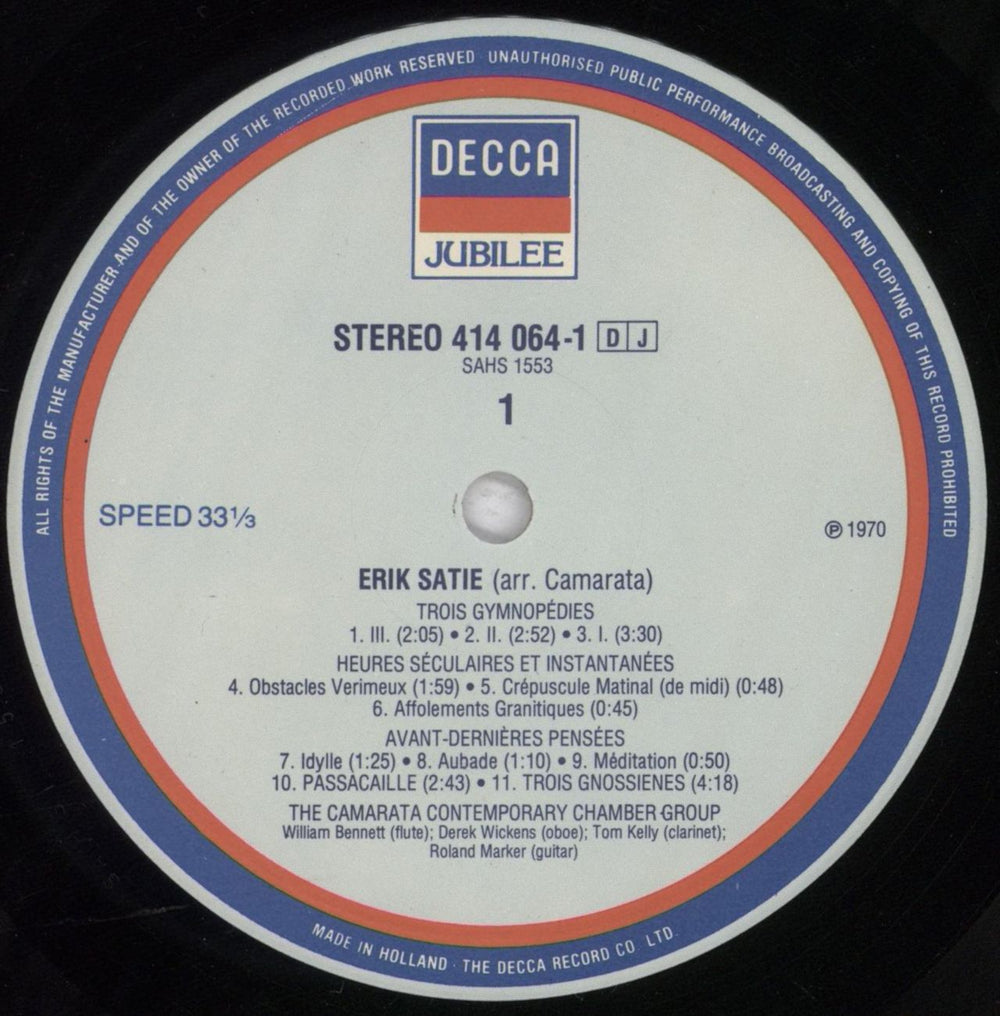 ALL RIGHTS OF THE MANUFACTURER AND OF THE OWNER OF THE RECORDED WORK RESERVED · UNAUTHORISED PUBLIC PERFORMANCE BROADCASTING AND COPYING OF THIS RECORD PROHIBITED
DECCA
JUBILEE
STEREO 414 064-1 DJ
SAHS 1553
1
SPEED 33⅓
℗ 1970
ERIK SATIE (arr. Camarata)
TROIS GYMNOPÉDIES
1. III. (2:05) • 2. II. (2:52) • 3. I. (3:30)
HEURES SÉCULAIRES ET INSTANTANÉES
4. Obstacles Verimeux (1:59) • 5. Crépuscule Matinal (de midi) (0:48)
6. Affolements Granitiques (0:45)
AVANT-DERNIÈRES PENSÉES
7. Idylle (1:25) • 8. Aubade (1:10) • 9. Méditation (0:50)
10. PASSACAILLE (2:43) • 11. TROIS GNOSSIENES (4:18)
THE CAMARATA CONTEMPORARY CHAMBER GROUP
William Bennett (flute); Derek Wickens (oboe); Tom Kelly (clarinet);
Roland Marker (guitar)
MADE IN HOLLAND · THE DECCA RECORD CO. LTD.